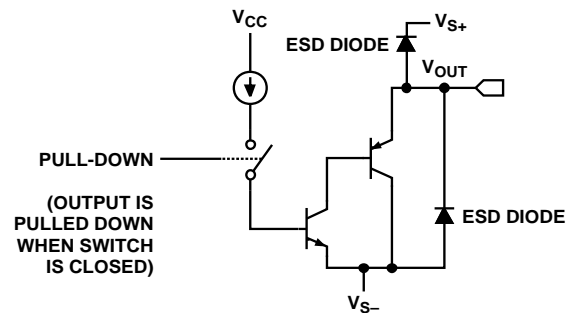 VCC
VS+
ESD DIODE
VOUT
PULL-DOWN
(OUTPUT IS
PULLED DOWN
WHEN SWITCH
IS CLOSED)
ESD DIODE
VS–